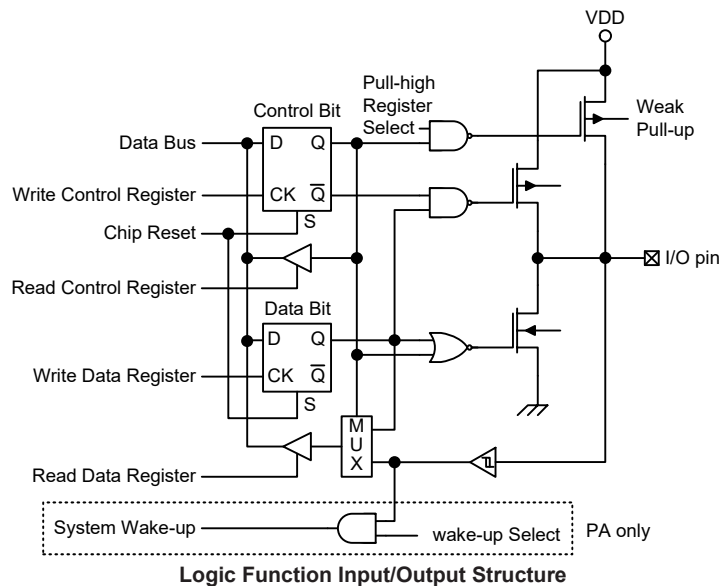 VDD
Pull-high
Register
Select
Weak
Pull-up
Control Bit
Data Bus
D
Q
Write Control Register
CK
Q
S
Chip Reset
I/O pin
Read Control Register
Data Bit
D
Q
Write Data Register
CK
Q
S
M
U
X
Read Data Register
System Wake-up
wake-up Select
PA only
Logic Function Input/Output Structure